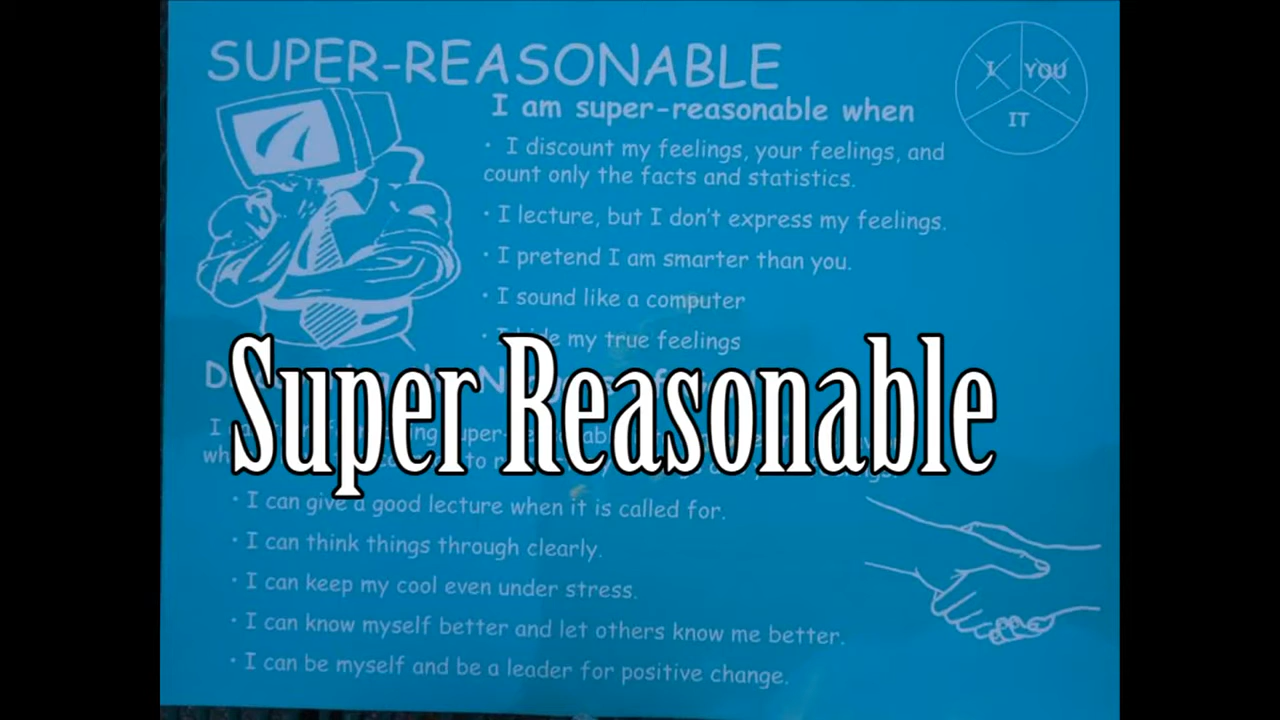 SUPER-REASONABLE
I YOU
IT
I am super-reasonable when
• I discount my feelings, your feelings, and
count only the facts and statistics.
• I lecture, but I don't express my feelings.
• I pretend I am smarter than you.
• I sound like a computer
• I hide my true feelings
Super Reasonable
• I can give a good lecture when it is called for.
• I can think things through clearly.
• I can keep my cool even under stress.
• I can know myself better and let others know me better.
• I can be myself and be a leader for positive change.